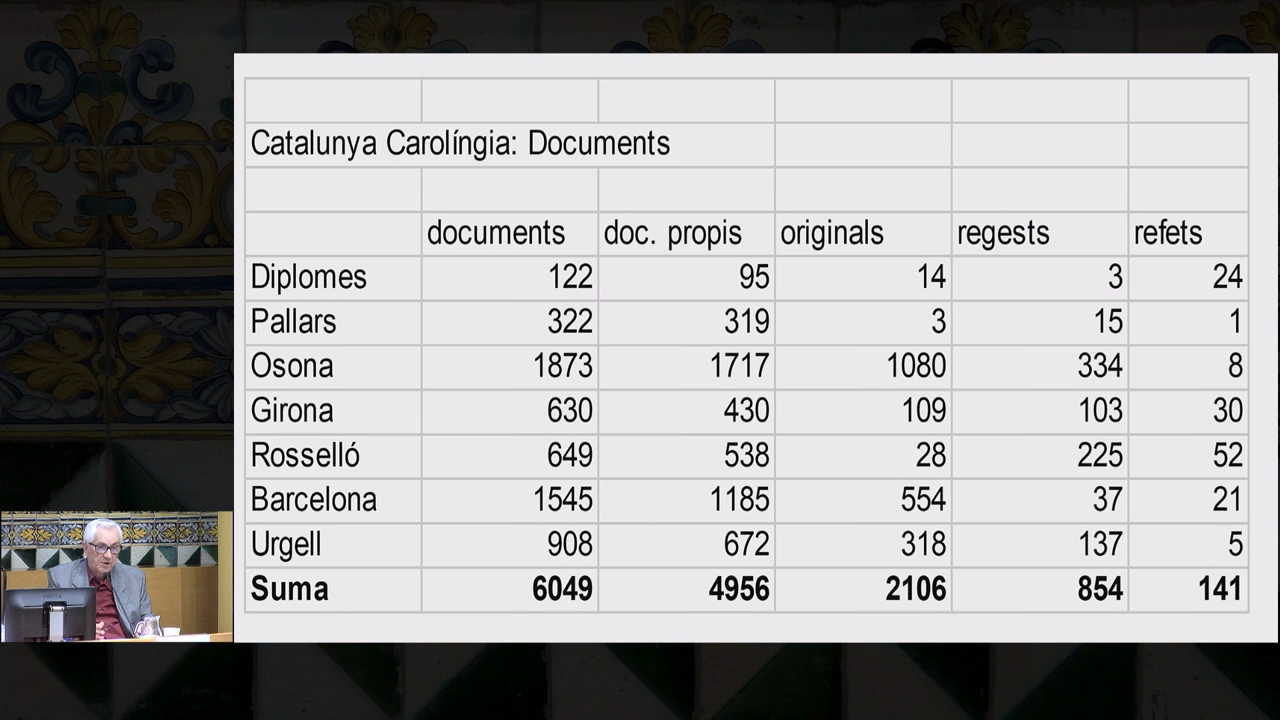 Catalunya Carolíngia: Documents
documents doc. propis originals regests refets
Diplomes 122 95 14 3 24
Pallars 322 319 3 15 1
Osona 1873 1717 1080 334 8
Girona 630 430 109 103 30
Rosselló 649 538 28 225 52
Barcelona 1545 1185 554 37 21
Urgell 908 672 318 137 5
Suma 6049 4956 2106 854 141